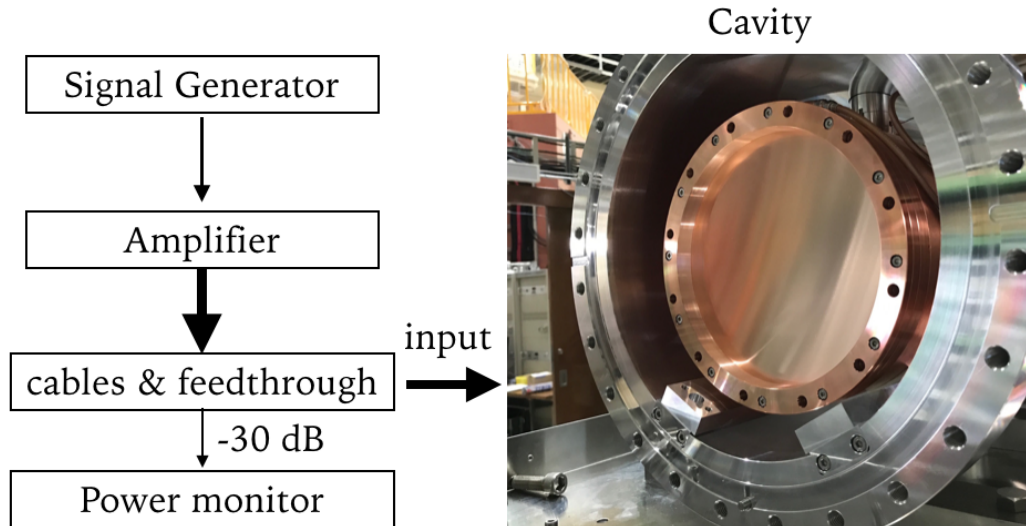 Cavity
Signal Generator
Amplifier
input
cables & feedthrough
-30 dB
Power monitor